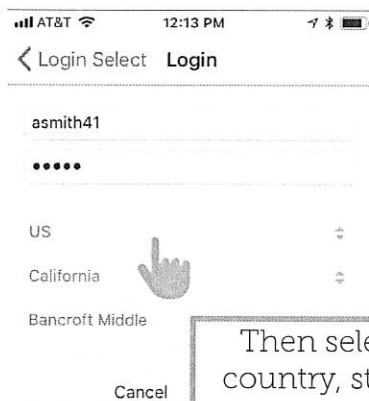 AT&T 12:13 PM
Login Select Login
asmith41
•••••
US
California
Bancroft Middle
Then sele
country, st
Cancel